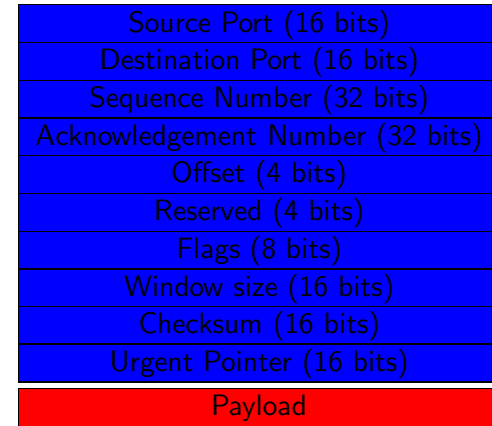 Source Port (16 bits)
Destination Port (16 bits)
Sequence Number (32 bits)
Acknowledgement Number (32 bits)
Offset (4 bits)
Reserved (4 bits)
Flags (8 bits)
Window size (16 bits)
Checksum (16 bits)
Urgent Pointer (16 bits)
Payload